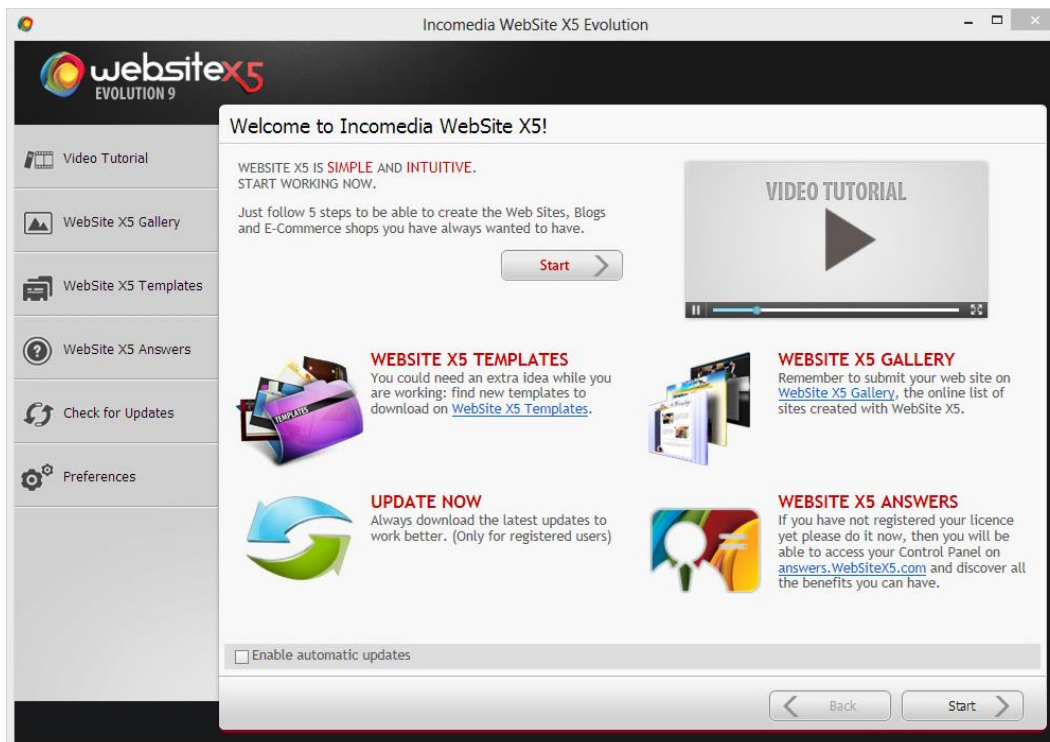 Incomedia WebSite X5 Evolution
websitex5
EVOLUTION 9
Video Tutorial
WebSite X5 Gallery
WebSite X5 Templates
WebSite X5 Answers
Check for Updates
Preferences
Welcome to Incomedia WebSite X5!
WEBSITE X5 IS SIMPLE AND INTUITIVE.
START WORKING NOW.
Just follow 5 steps to be able to create the Web Sites, Blogs
and E-Commerce shops you have always wanted to have.
Start
VIDEO TUTORIAL
TEMPLATES
WEBSITE X5 TEMPLATES
You could need an extra idea while you
are working: find new templates to
download on WebSite X5 Templates.
WEBSITE X5 GALLERY
Remember to submit your web site on
WebSite X5 Gallery, the online list of
sites created with WebSite X5.
UPDATE NOW
Always download the latest updates to
work better. (Only for registered users)
WEBSITE X5 ANSWERS
If you have not registered your licence
yet please do it now, then you will be
able to access your Control Panel on
answers.WebSiteX5.com and discover all
the benefits you can have.
Enable automatic updates
Back
Start